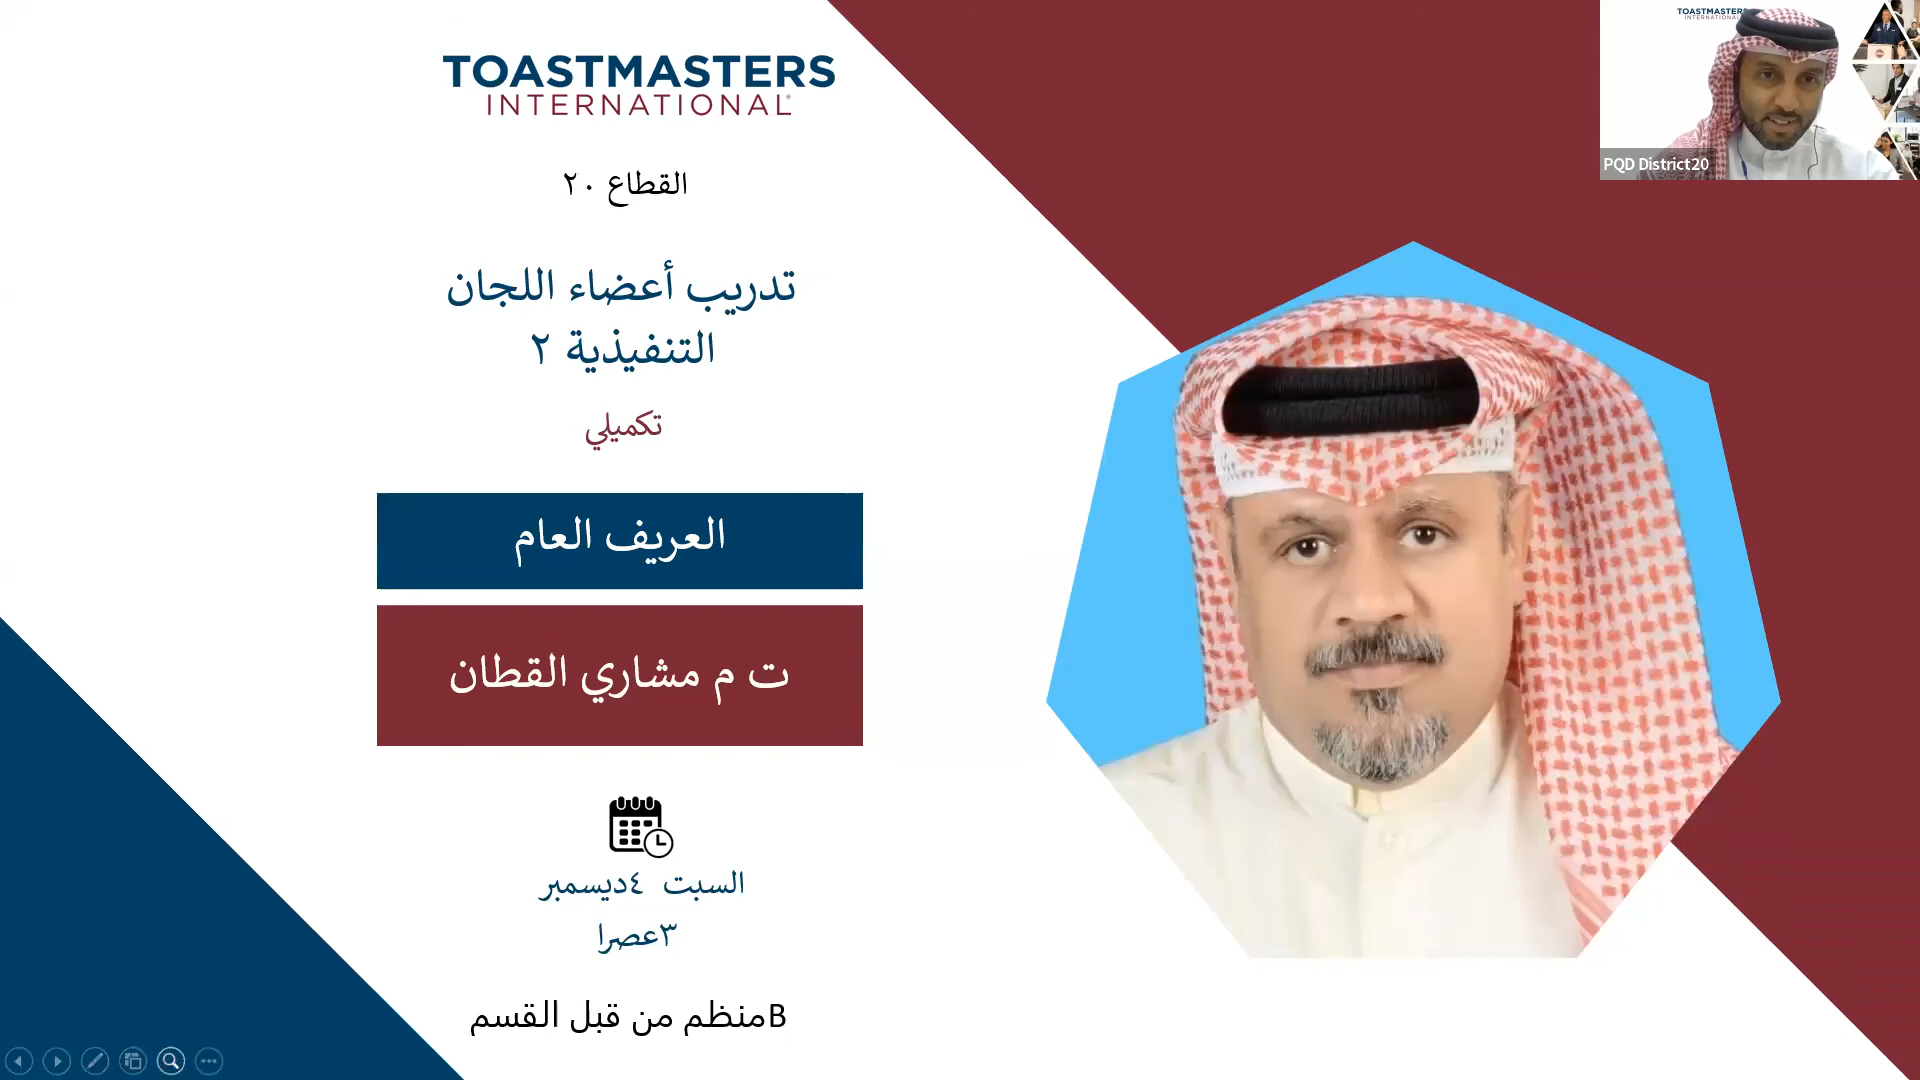 TOASTMASTERS
INTERNATIONAL
القطاع ٢٠
تدريب أعضاء اللجان
التنفيذية ٢
تكميلي
العريف العام
ت م مشاري القطان
السبت ٤ديسمبر
٣عصرا
Bمنظم من قبل القسم
TOASTMASTERS
INTERNATIONAL
PQD District20